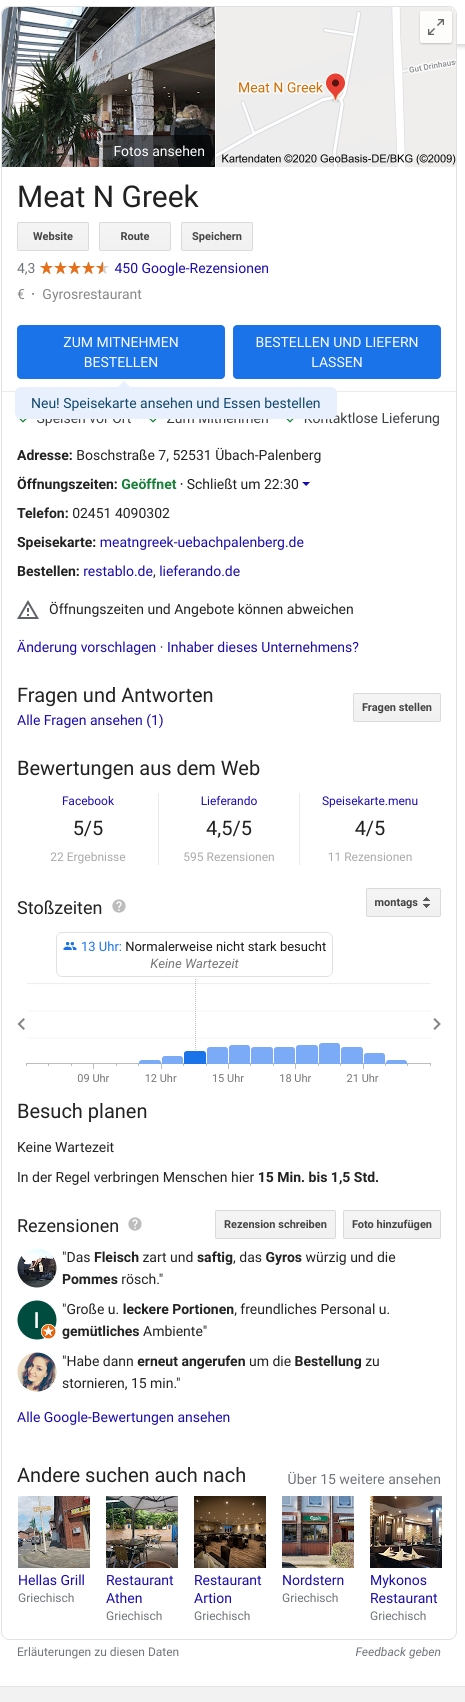 Fotos ansehen
Meat N Greek
Gut Drinhaus
Kartendaten ©2020 GeoBasis-DE/BKG (©2009)
Meat N Greek
Website
Route
Speichern
4,3
450 Google-Rezensionen
€ · Gyrosrestaurant
ZUM MITNEHMEN
BESTELLEN
BESTELLEN UND LIEFERN
LASSEN
Neu! Speisekarte ansehen und Essen bestellen
Speisen vor Ort
Zum Mitnehmen
Kontaktlose Lieferung
Adresse: Boschstraße 7, 52531 Übach-Palenberg
Öffnungszeiten: Geöffnet · Schließt um 22:30
Telefon: 02451 4090302
Speisekarte: meatngreek-uebachpalenberg.de
Bestellen: restablo.de, lieferando.de
Öffnungszeiten und Angebote können abweichen
Änderung vorschlagen · Inhaber dieses Unternehmens?
Fragen und Antworten
Alle Fragen ansehen (1)
Fragen stellen
Bewertungen aus dem Web
Facebook
5/5
22 Ergebnisse
Lieferando
4,5/5
595 Rezensionen
Speisekarte.menu
4/5
11 Rezensionen
Stoßzeiten
montags
13 Uhr: Normalerweise nicht stark besucht
Keine Wartezeit
09 Uhr
12 Uhr
15 Uhr
18 Uhr
21 Uhr
Besuch planen
Keine Wartezeit
In der Regel verbringen Menschen hier 15 Min. bis 1,5 Std.
Rezensionen
Rezension schreiben
Foto hinzufügen
"Das Fleisch zart und saftig, das Gyros würzig und die
Pommes rösch."
I
"Große u. leckere Portionen, freundliches Personal u.
gemütliches Ambiente"
"Habe dann erneut angerufen um die Bestellung zu
stornieren, 15 min."
Alle Google-Bewertungen ansehen
Andere suchen auch nach
Über 15 weitere ansehen
Hellas Grill
Griechisch
Restaurant
Athen
Griechisch
Restaurant
Artion
Griechisch
Nordstern
Griechisch
Mykonos
Restaurant
Griechisch
Erläuterungen zu diesen Daten
Feedback geben